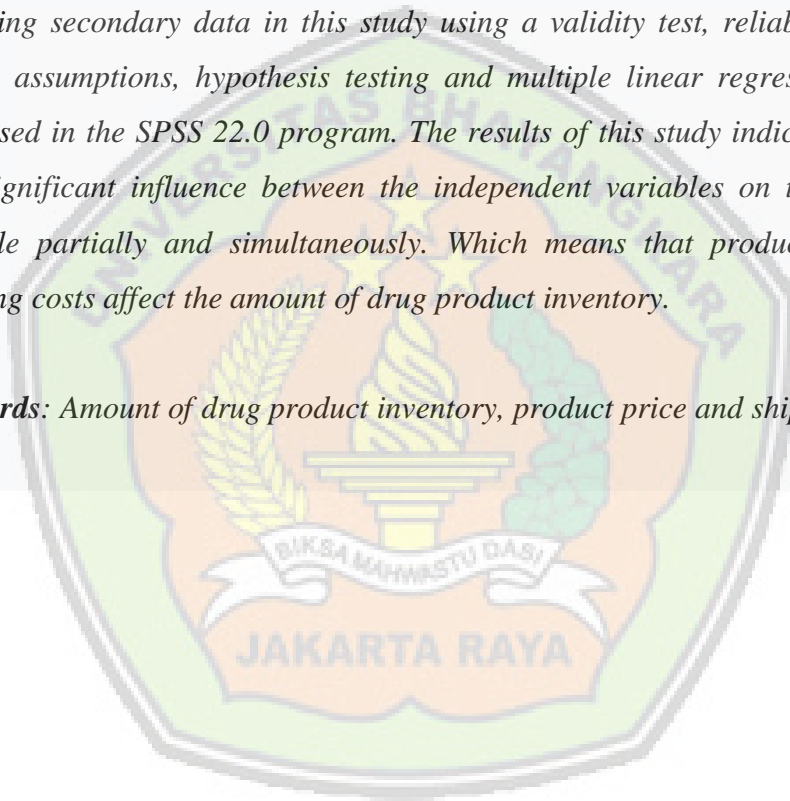 ing secondary data in this study using a validity test, reliab
assumptions, hypothesis testing and multiple linear regres
sed in the SPSS 22.0 program. The results of this study indic
ignificant influence between the independent variables on t
le partially and simultaneously. Which means that produc
ng costs affect the amount of drug product inventory.
rds: Amount of drug product inventory, product price and ship
UNIVERSITAS BHAYANGKARA
BIKSA MAHWASTU DASI
JAKARTA RAYA